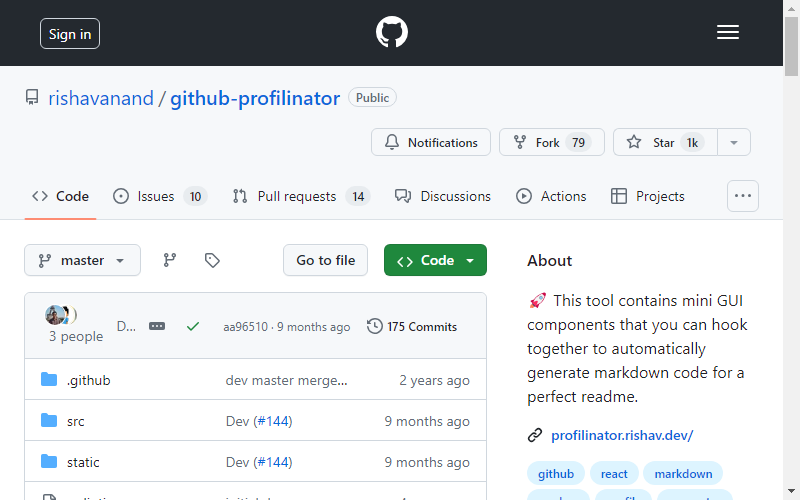 Sign in
rishavanand / github-profilinator Public
Notifications Fork 79 Star 1k
Code Issues 10 Pull requests 14 Discussions Actions Projects
master Go to file Code
3 people D... aa96510 · 9 months ago 175 Commits
.github dev master merge... 2 years ago
src Dev (#144) 9 months ago
static Dev (#144) 9 months ago
About
🚀 This tool contains mini GUI
components that you can hook
together to automatically
generate markdown code for a
perfect readme.
profilinator.rishav.dev/
github react markdown